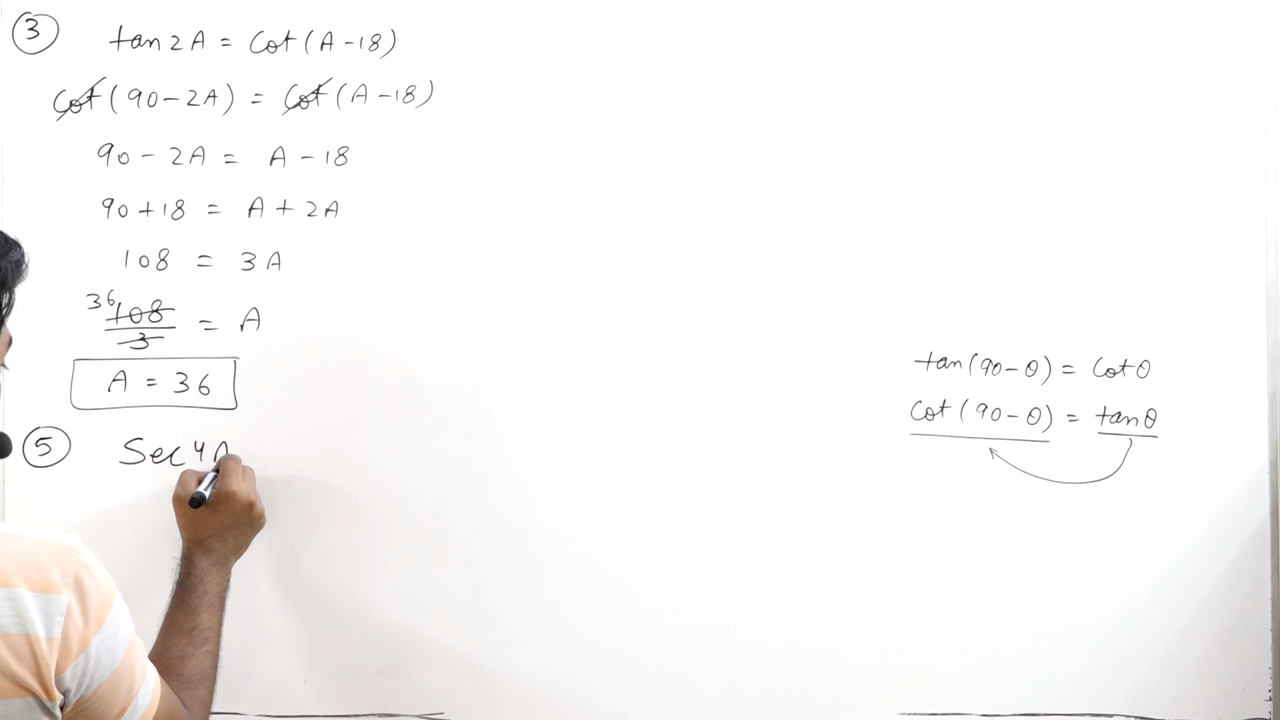 ③ tan 2A = Cot (A - 18)
Cot (90 - 2A) = Cot (A - 18)
90 - 2A = A - 18
90 + 18 = A + 2A
108 = 3A
36 108/3 = A
A = 36
⑤ Sec 4A
tan (90 - θ) = Cot θ
Cot (90 - θ) = tan θ